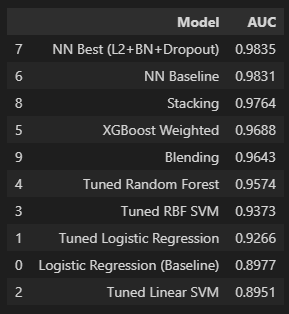 Model AUC
7 NN Best (L2+BN+Dropout) 0.9835
6 NN Baseline 0.9831
8 Stacking 0.9764
5 XGBoost Weighted 0.9688
9 Blending 0.9643
4 Tuned Random Forest 0.9574
3 Tuned RBF SVM 0.9373
1 Tuned Logistic Regression 0.9266
0 Logistic Regression (Baseline) 0.8977
2 Tuned Linear SVM 0.8951